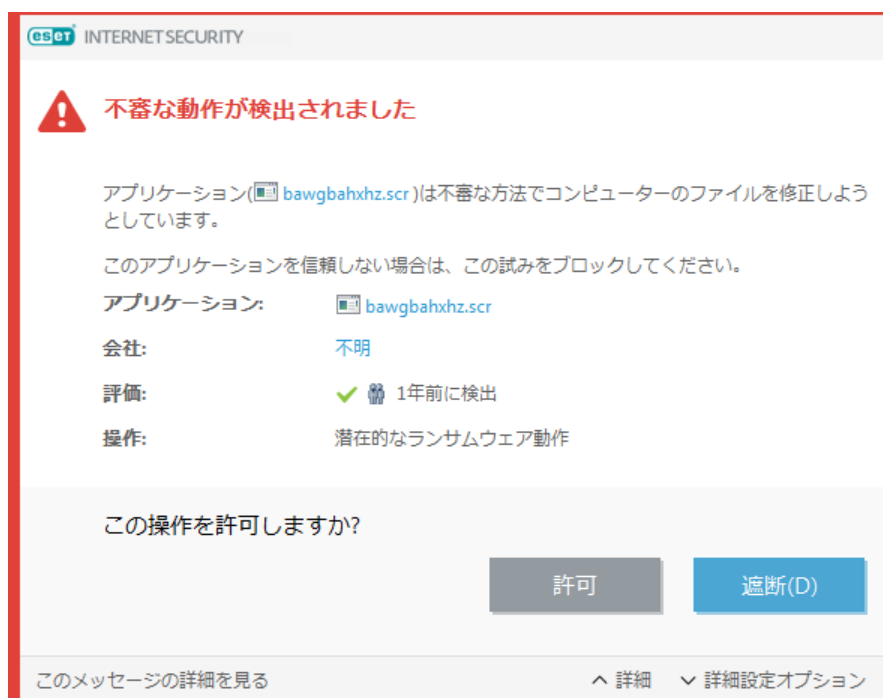 eset INTERNET SECURITY
不審な動作が検出されました
アプリケーション( bawgbahxhz.scr )は不審な方法でコンピューターのファイルを修正しよう
としています。
このアプリケーションを信頼しない場合は、この試みをブロックしてください。
アプリケーション: bawgbahxhz.scr
会社: 不明
評価: 1年前に検出
操作: 潜在的なランサムウェア動作
この操作を許可しますか?
許可 遮断(D)
このメッセージの詳細を見る 詳細 詳細設定オプション